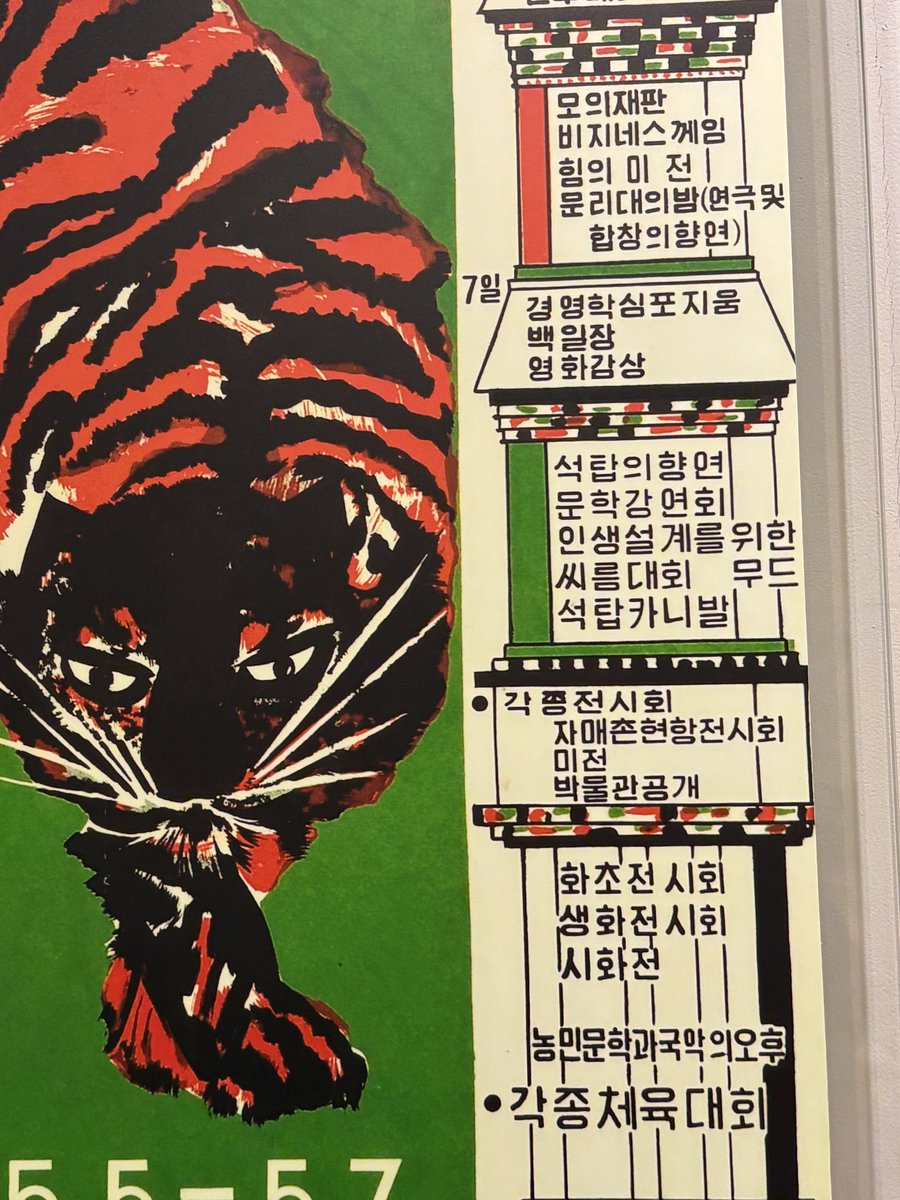 모의재판
비지네스께임
힘의 미 전
문리대의밤(연극및
합창의향연)
7일
경영학심포지움
백일장
영화감상
석탑의향연
문학강연회
인생설계를위한
씨름대회 무드
석탑카니발
•각종전시회
자매촌현항전시회
미전
박물관공개
화초전시회
생화전시회
시화전
농민문학과국악의오후
•각종체육대회
55-57